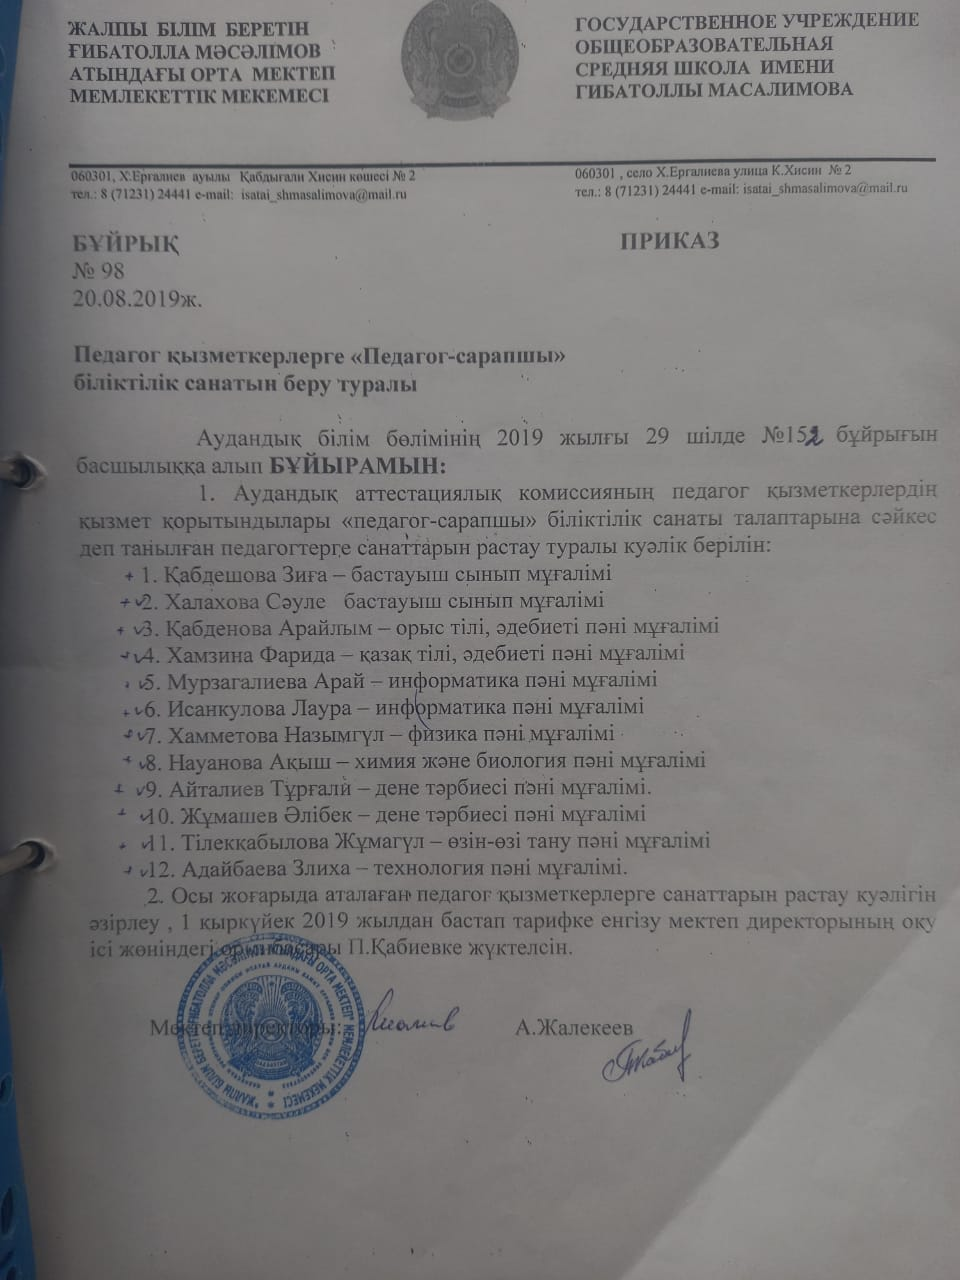 ЖАЛПЫ БІЛІМ БЕРЕТІН
ҒИБАТОЛЛА МӘСӘЛІМОВ
АТЫНДАҒЫ ОРТА МЕКТЕП
МЕМЛЕКЕТТІК МЕКЕМЕСІ
ГОСУДАРСТВЕННОЕ УЧРЕЖДЕНИЕ
ОБЩЕОБРАЗОВАТЕЛЬНАЯ
СРЕДНЯЯ ШКОЛА ИМЕНИ
ГИБАТОЛЛЫ МАСАЛИМОВА
060301, Х.Ергалиев ауылы Қабдығали Хисин көшесі № 2
тел.: 8 (71231) 24441 e-mail: isatai_shmasalimova@mail.ru
060301 , село Х.Ергалиева улица К.Хисин № 2
тел.: 8 (71231) 24441 e-mail: isatai_shmasalimova@mail.ru
БҰЙРЫҚ
ПРИКАЗ
№ 98
20.08.2019ж.
Педагог қызметкерлерге «Педагог-сарапшы»
біліктілік санатын беру туралы
Аудандық білім бөлімінің 2019 жылғы 29 шілде №152 бұйрығын
басшылыққа алып БҰЙЫРАМЫН:
1. Аудандық аттестациялық комиссияның педагог қызметкерлердің
қызмет қорытындылары «педагог-сарапшы» біліктілік санаты талаптарына сәйкес
деп танылған педагогтерге санаттарын растау туралы куәлік берілін:
1. Қабдешова Зиға – бастауыш сынып мұғалімі
2. Халахова Сәуле бастауыш сынып мұғалімі
3. Қабденова Арайлым – орыс тілі, әдебиеті пәні мұғалімі
4. Хамзина Фарида – қазақ тілі, әдебиеті пәні мұғалімі
5. Мурзагалиева Арай – информатика пәні мұғалімі
6. Исанкулова Лаура – информатика пәні мұғалімі
7. Хамметова Назымгүл – физика пәні мұғалімі
8. Науанова Ақыш – химия және биология пәні мұғалімі
9. Айталиев Тұрғали – дене тәрбиесі пәні мұғалімі.
10. Жұмашев Әлібек – дене тәрбиесі пәні мұғалімі
11. Тілекқабылова Жұмагүл – өзін-өзі тану пәні мұғалімі
12. Адайбаева Злиха – технология пәні мұғалімі.
2. Осы жоғарыда аталаған педагог қызметкерлерге санаттарын растау куәлігін
әзірлеу , 1 қыркүйек 2019 жылдан бастап тарифке енгізу мектеп директорының оқу
ісі жөніндегі орынбасары П.Қабиевке жүктелсін.
Мектеп директоры: А.Жалекеев